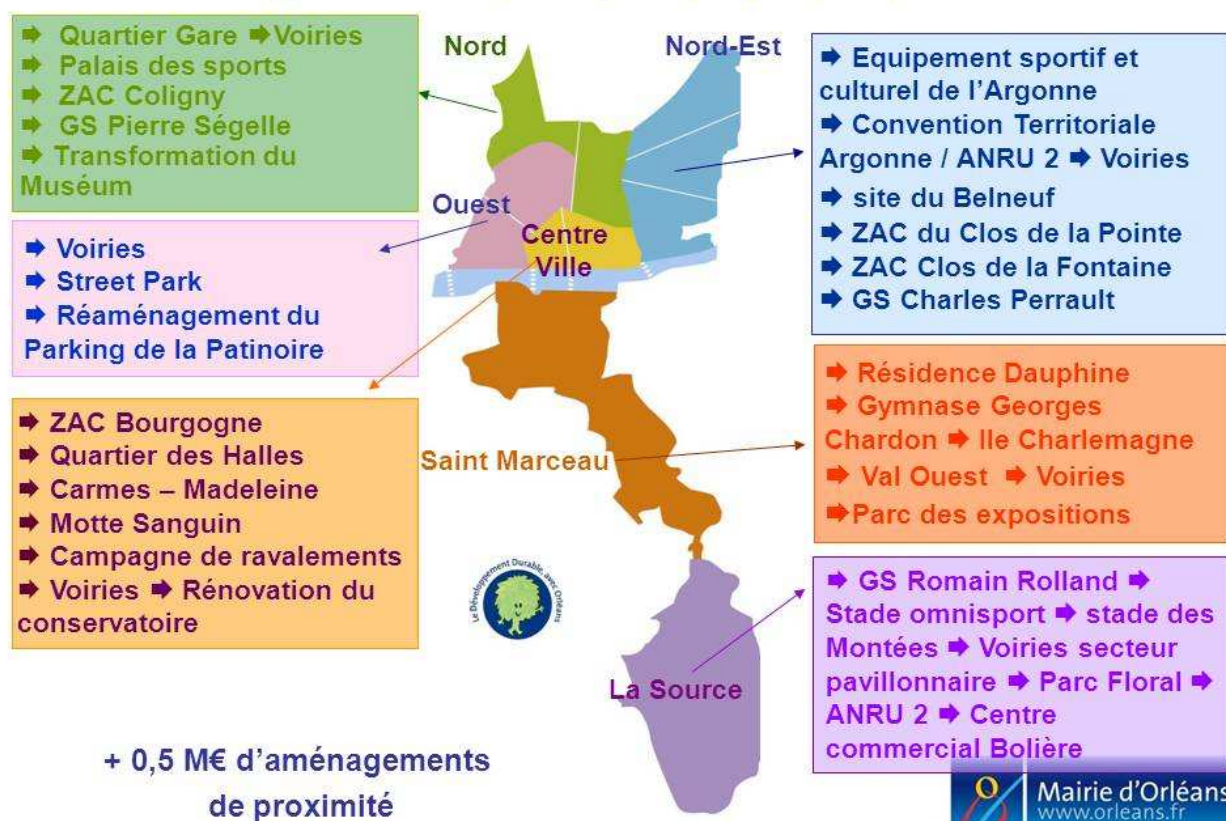 ➡ Quartier Gare ➡Voiries
➡ Palais des sports
➡ ZAC Coligny
➡ GS Pierre Ségelle
➡ Transformation du
Muséum
Nord
Nord-Est
➡ Equipement sportif et
culturel de l'Argonne
➡ Convention Territoriale
Argonne / ANRU 2 ➡ Voiries
➡ site du Belneuf
➡ ZAC du Clos de la Pointe
➡ ZAC Clos de la Fontaine
➡ GS Charles Perrault
Ouest
Centre
Ville
➡ Voiries
➡ Street Park
➡ Réaménagement du
Parking de la Patinoire
➡ ZAC Bourgogne
➡ Quartier des Halles
➡ Carmes – Madeleine
➡ Motte Sanguin
➡ Campagne de ravalements
➡ Voiries ➡ Rénovation du
conservatoire
Saint Marceau
➡ Résidence Dauphine
➡ Gymnase Georges
Chardon ➡ Ile Charlemagne
➡ Val Ouest ➡ Voiries
➡Parc des expositions
Le Développement Durable, avec Orléans
La Source
➡ GS Romain Rolland ➡
Stade omnisport ➡ stade des
Montées ➡ Voiries secteur
pavillonnaire ➡ Parc Floral ➡
ANRU 2 ➡ Centre
commercial Bolière
+ 0,5 M€ d'aménagements
de proximité
Mairie d'Orléans
www.orleans.fr